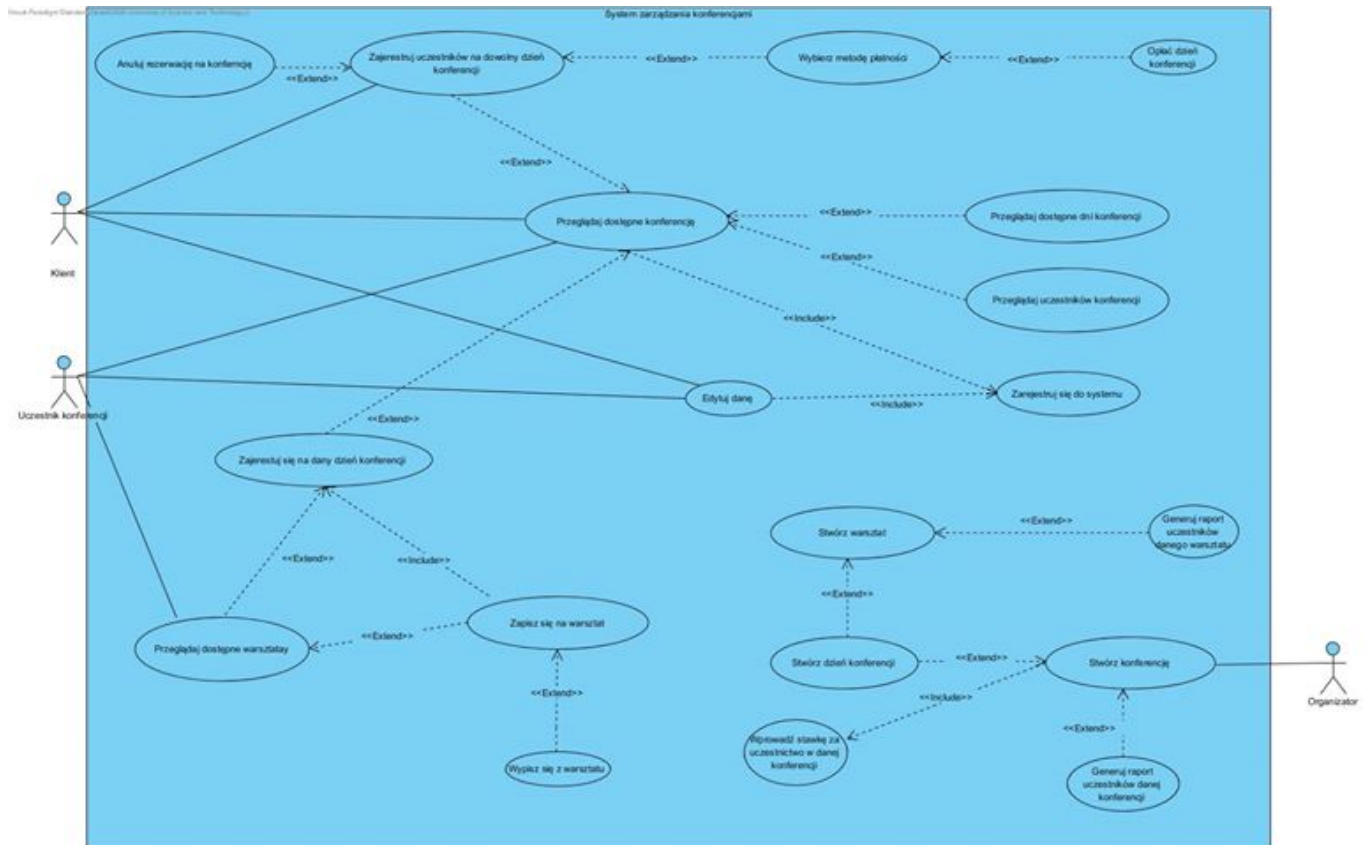 System zarządzania konferencjami
Anuluj rezerwację na konferncję
<<Extend>>
Zajerestruj uczestników na dowolny dzień
konferencji
<<Extend>>
Wybierz metodę płatności
<<Extend>>
Opłać dzień
konferencji
<<Extend>>
Klient
Przeglądaj dostępne konferencję
<<Extend>>
Przeglądaj dostępne dni konferencji
<<Extend>>
Przeglądaj uczestników konferencji
<<Include>>
Uczestnik konferencji
Edytuj danę
<<Include>>
Zarejestruj się do systemu
<<Extend>>
Zajerestuj się na dany dzień konferencji
<<Extend>>
<<Include>>
Stwórz warsztat
<<Extend>>
Generuj raport
uczestników
danego warsztatu
<<Extend>>
Przeglądaj dostępne warsztatay
<<Extend>>
Zapisz się na warsztat
<<Extend>>
Wypisz się z warsztatu
Stwórz dzień konferencji
<<Extend>>
Stwórz konferencję
Organizator
<<Include>>
Wprowadź stawkę za
uczestnictwo w danej
konferencji
<<Extend>>
Generuj raport
uczestników danej
konferencji